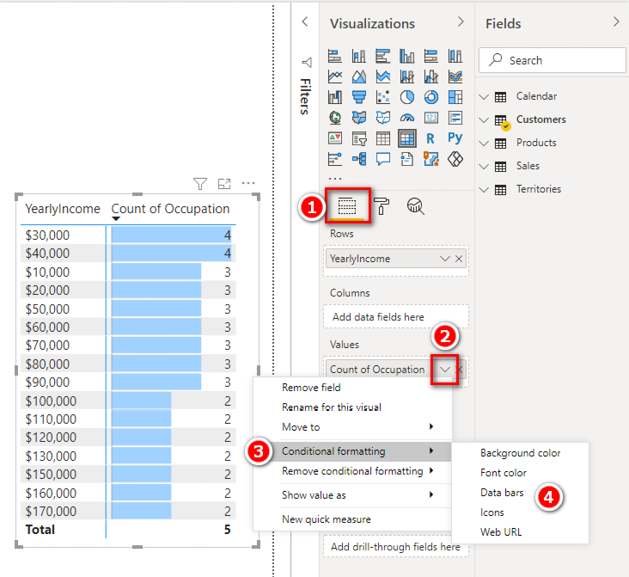 Visualizations
Fields
Filters
Search
Calendar
Customers
Products
Sales
Territories
R Py
...
1
Rows
YearlyIncome
Columns
Add data fields here
2
Values
Count of Occupation
YearlyIncome Count of Occupation
$30,000 4
$40,000 4
$10,000 3
$20,000 3
$50,000 3
$60,000 3
$70,000 3
$80,000 3
$90,000 3
$100,000 2
$110,000 2
$120,000 2
$130,000 2
$150,000 2
$160,000 2
$170,000 2
Total 5
Remove field
Rename for this visual
Move to
3
Conditional formatting
Remove conditional formatting
Show value as
New quick measure
Background color
Font color
Data bars
4
Icons
Web URL
Add drill-through fields here